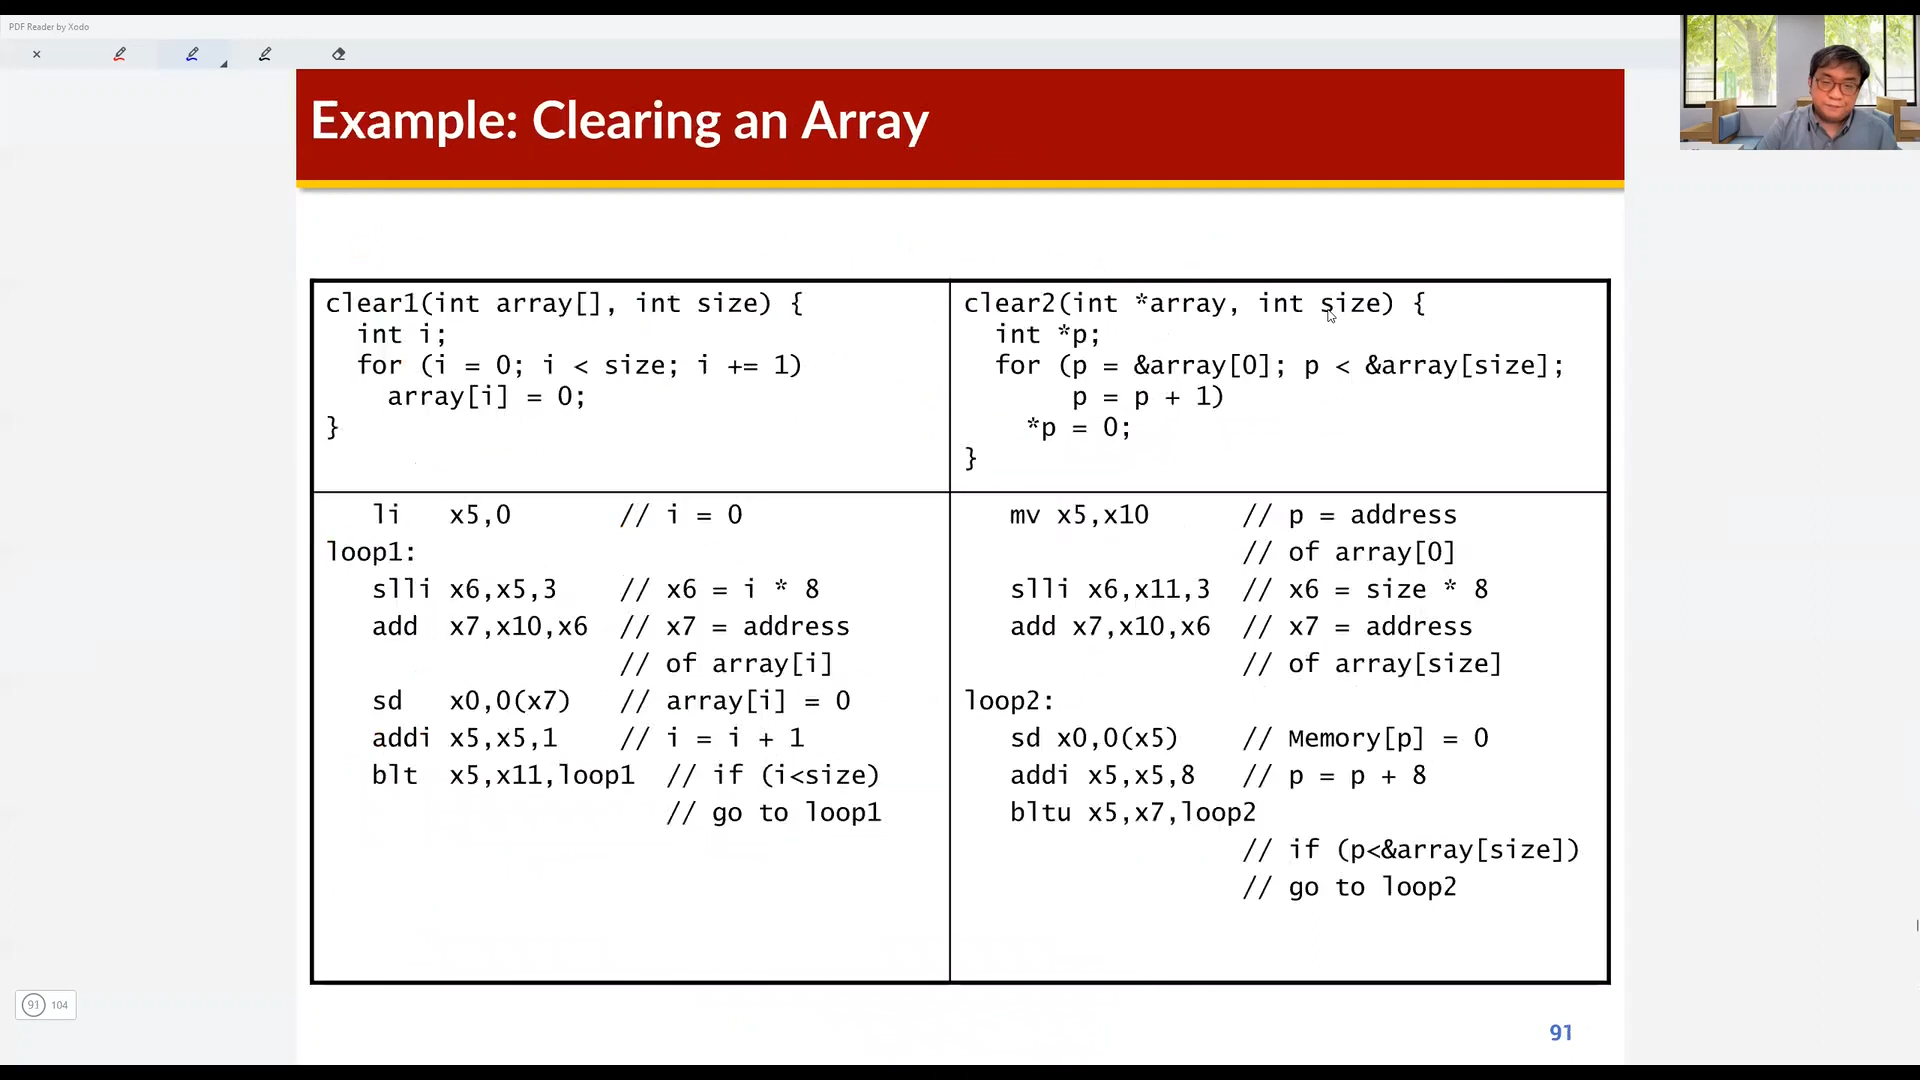 PDF Reader by Xodo
Example: Clearing an Array
clear1(int array[], int size) {
int i;
for (i = 0; i < size; i += 1)
array[i] = 0;
}
clear2(int *array, int size) {
int *p;
for (p = &array[0]; p < &array[size];
p = p + 1)
*p = 0;
}
li x5,0 // i = 0
loop1:
slli x6,x5,3 // x6 = i * 8
add x7,x10,x6 // x7 = address
// of array[i]
sd x0,0(x7) // array[i] = 0
addi x5,x5,1 // i = i + 1
blt x5,x11,loop1 // if (i<size)
// go to loop1
mv x5,x10 // p = address
// of array[0]
slli x6,x11,3 // x6 = size * 8
add x7,x10,x6 // x7 = address
// of array[size]
loop2:
sd x0,0(x5) // Memory[p] = 0
addi x5,x5,8 // p = p + 8
bltu x5,x7,loop2
// if (p<&array[size])
// go to loop2
91 104
91